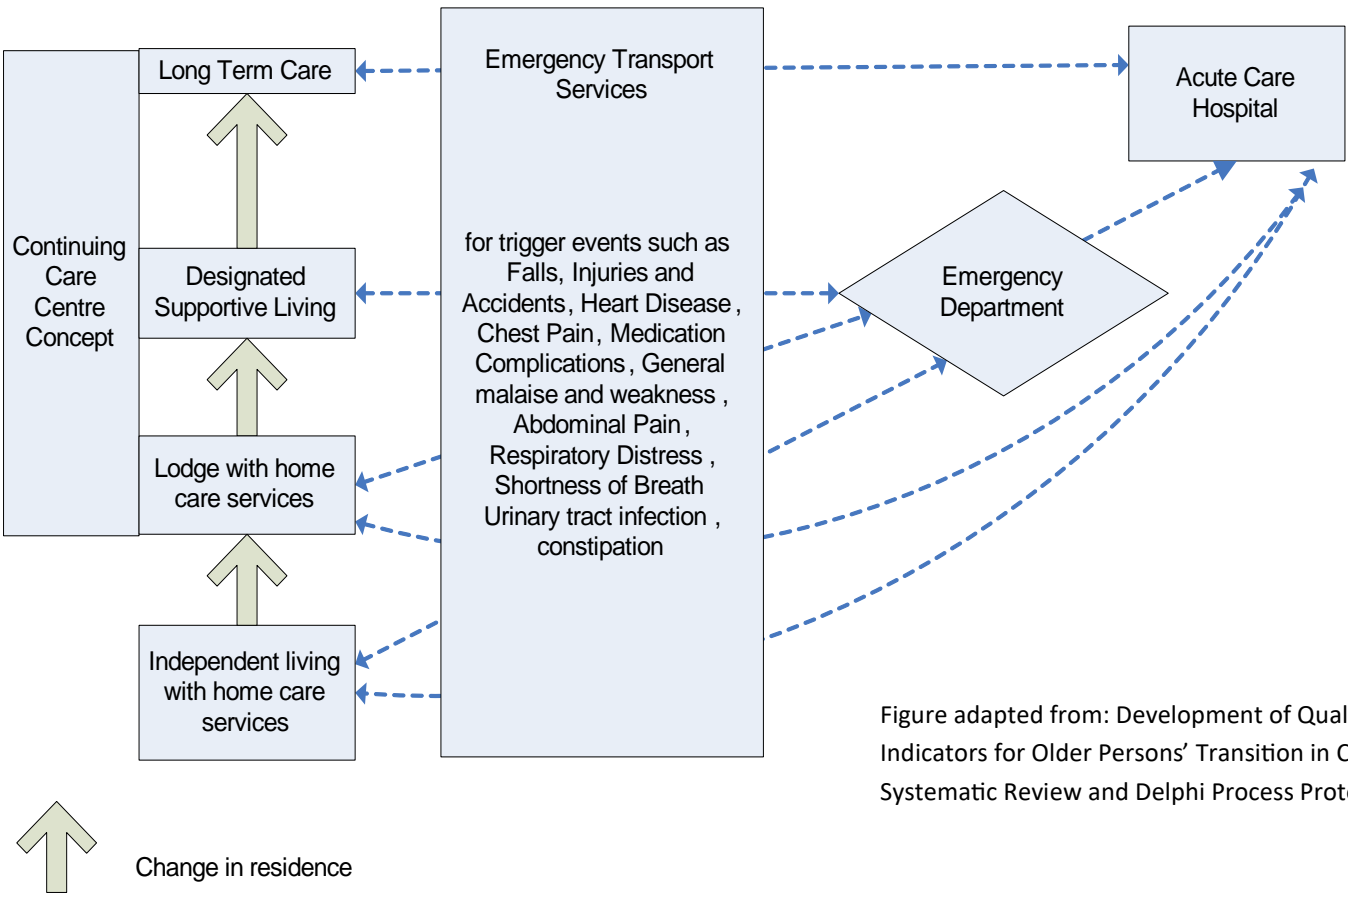 Long Term Care
Emergency Transport
Services
Acute Care
Hospital
Continuing
Care
Centre
Concept
Designated
Supportive Living
for trigger events such as
Falls, Injuries and
Accidents, Heart Disease,
Chest Pain, Medication
Complications, General
malaise and weakness ,
Abdominal Pain,
Respiratory Distress ,
Shortness of Breath
Urinary tract infection ,
constipation
Emergency
Department
Lodge with home
care services
Independent living
with home care
services
Figure adapted from: Development of Qual
Indicators for Older Persons’ Transition in C
Systematic Review and Delphi Process Prot
Change in residence